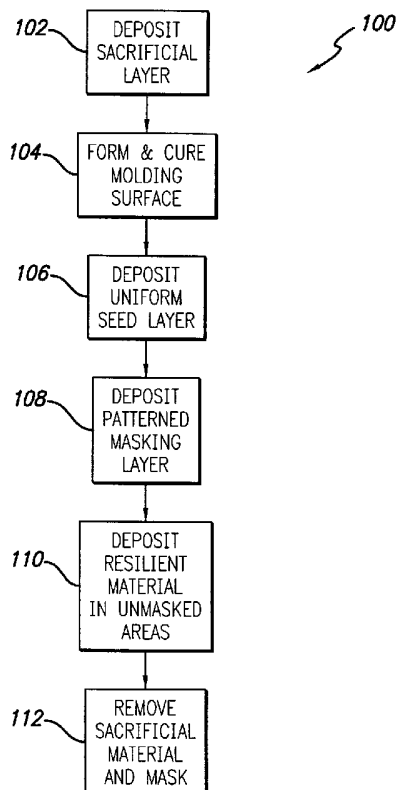 100
102
DEPOSIT
SACRIFICIAL
LAYER
104
FORM & CURE
MOLDING
SURFACE
106
DEPOSIT
UNIFORM
SEED LAYER
108
DEPOSIT
PATTERNED
MASKING
LAYER
110
DEPOSIT
RESILIENT
MATERIAL
IN UNMASKED
AREAS
112
REMOVE
SACRIFICIAL
MATERIAL
AND MASK